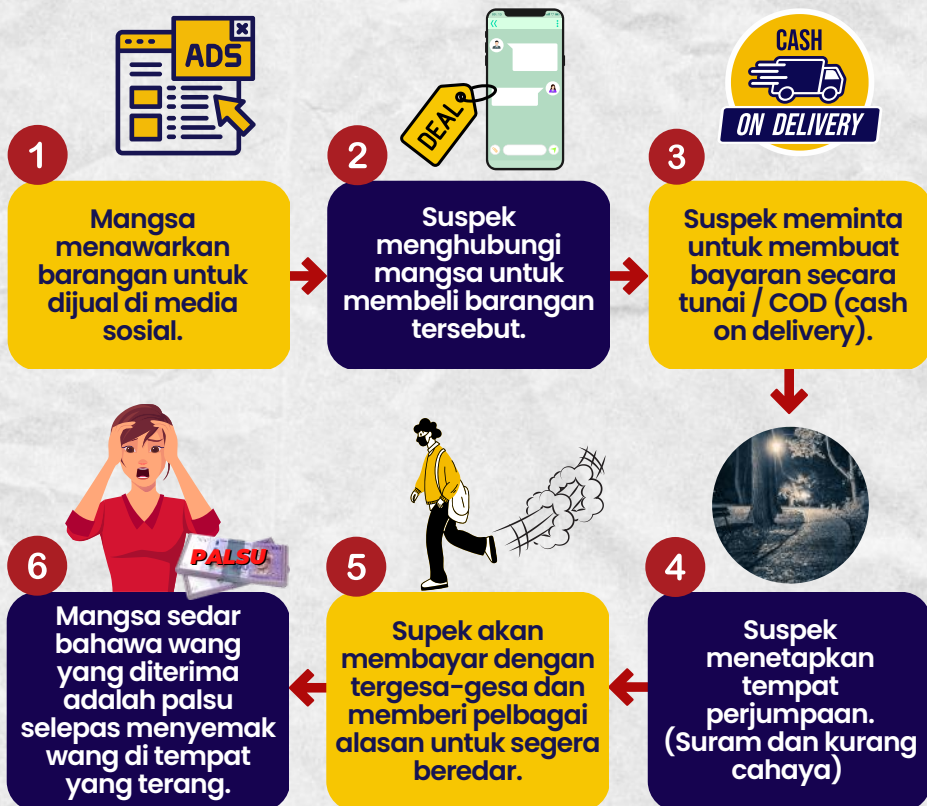 ADS
DEAL
CASH
ON DELIVERY
1
Mangsa
menawarkan
barangan untuk
dijual di media
sosial.
2
Suspek
menghubungi
mangsa untuk
membeli barangan
tersebut.
3
Suspek meminta
untuk membuat
bayaran secara
tunai / COD (cash
on delivery).
4
Suspek
menetapkan
tempat
perjumpaan.
(Suram dan kurang
cahaya)
5
Supek akan
membayar dengan
tergesa-gesa dan
memberi pelbagai
alasan untuk segera
beredar.
PALSU
6
Mangsa sedar
bahawa wang
yang diterima
adalah palsu
selepas menyemak
wang di tempat
yang terang.